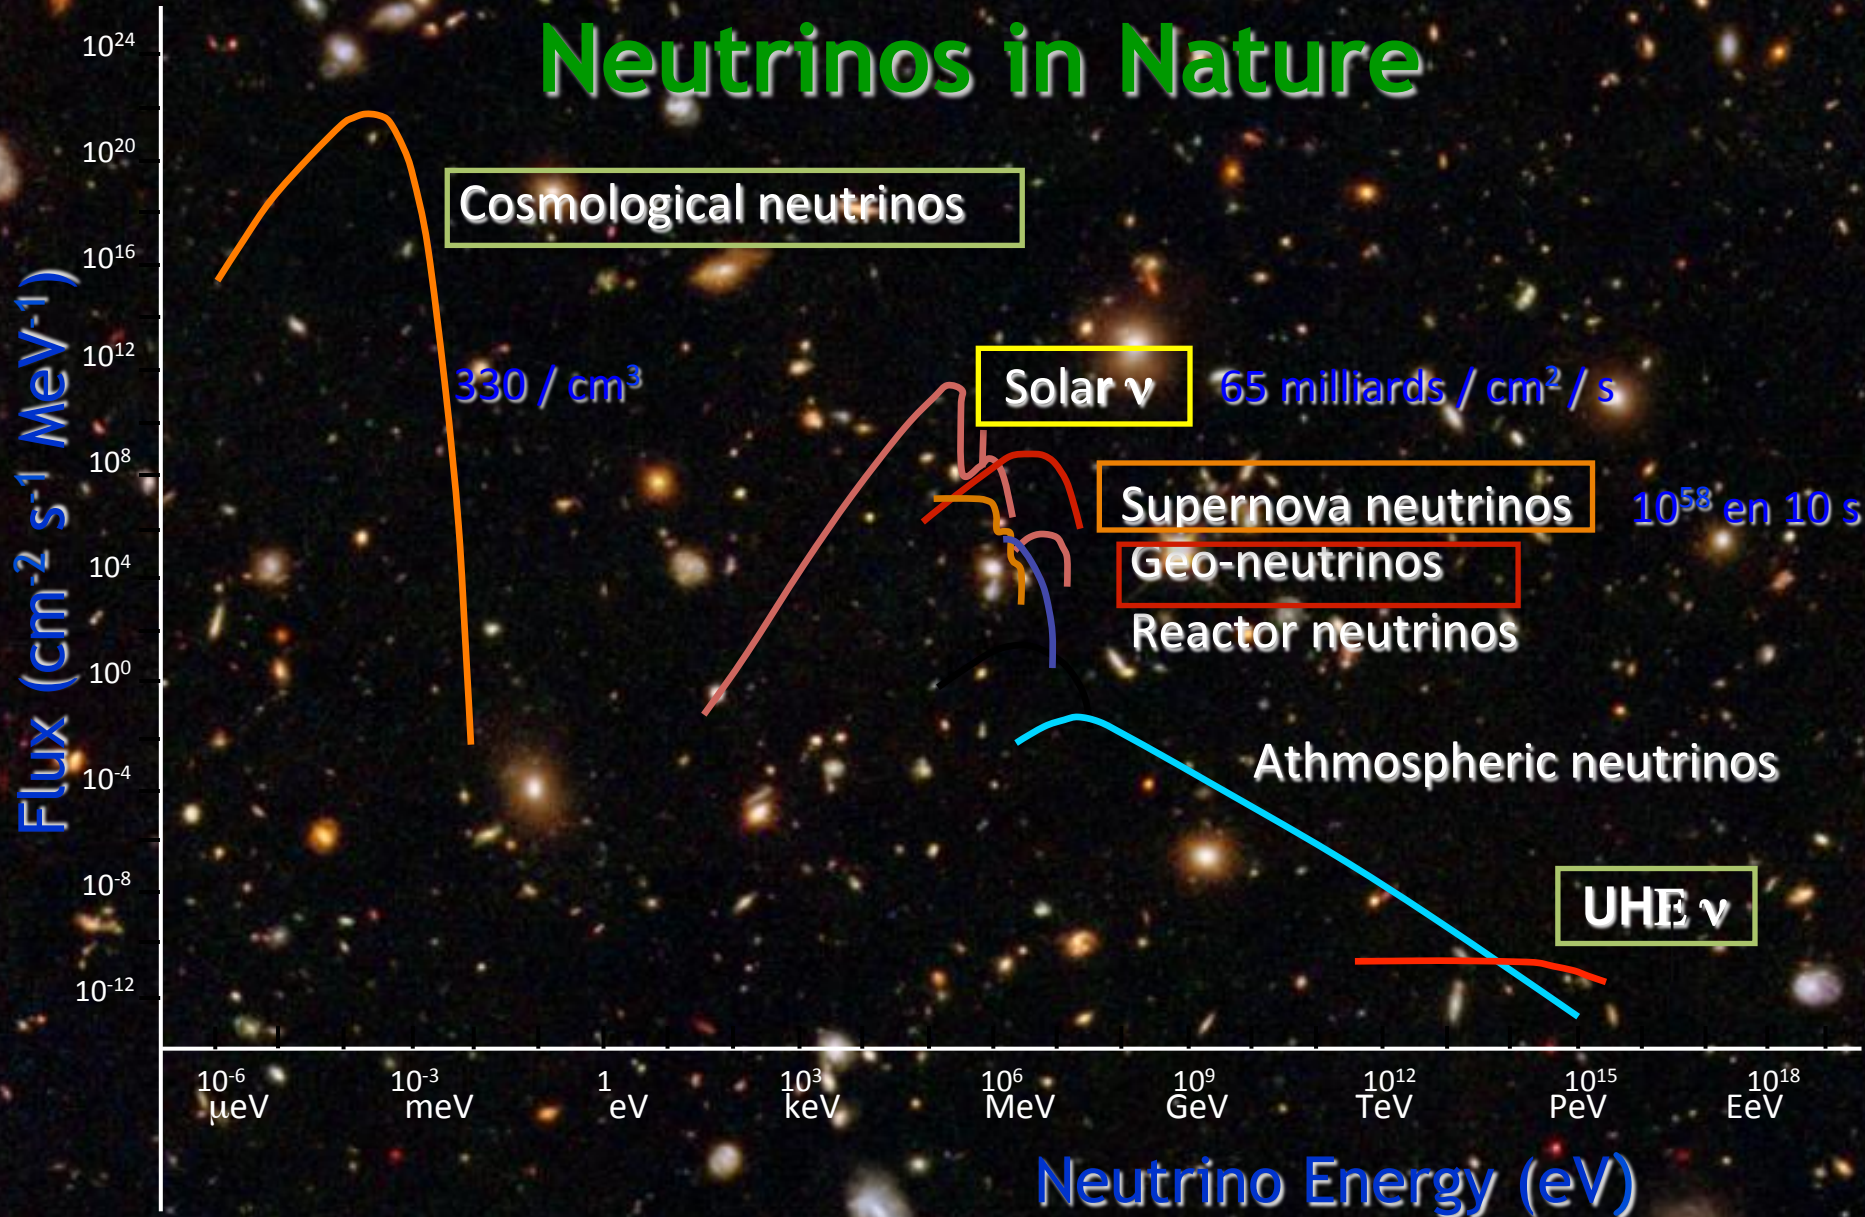 Neutrinos in Nature
10²⁴
10²⁰
10¹⁶
10¹²
10⁸
10⁴
10⁰
10⁻⁴
10⁻⁸
10⁻¹²
Flux (cm⁻² s⁻¹ MeV⁻¹)
Cosmological neutrinos
330 / cm³
Solar ν
65 milliards / cm² / s
Supernova neutrinos
10⁵⁸ en 10 s
Geo-neutrinos
Reactor neutrinos
Athmospheric neutrinos
UHE ν
10⁻⁶ 10⁻³ 1 10³ 10⁶ 10⁹ 10¹² 10¹⁵ 10¹⁸
μeV meV eV keV MeV GeV TeV PeV EeV
Neutrino Energy (eV)